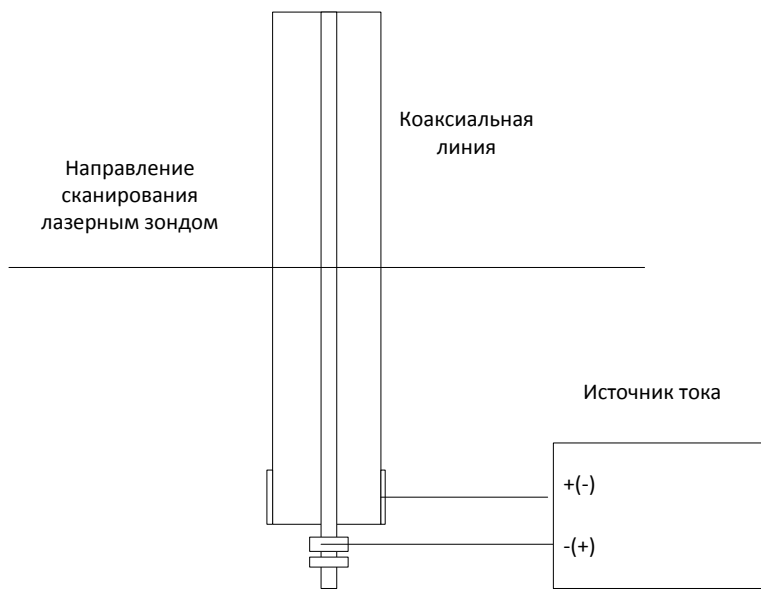 Коаксиальная
линия
Направление
сканирования
лазерным зондом
Источник тока
+(-)
-(+)